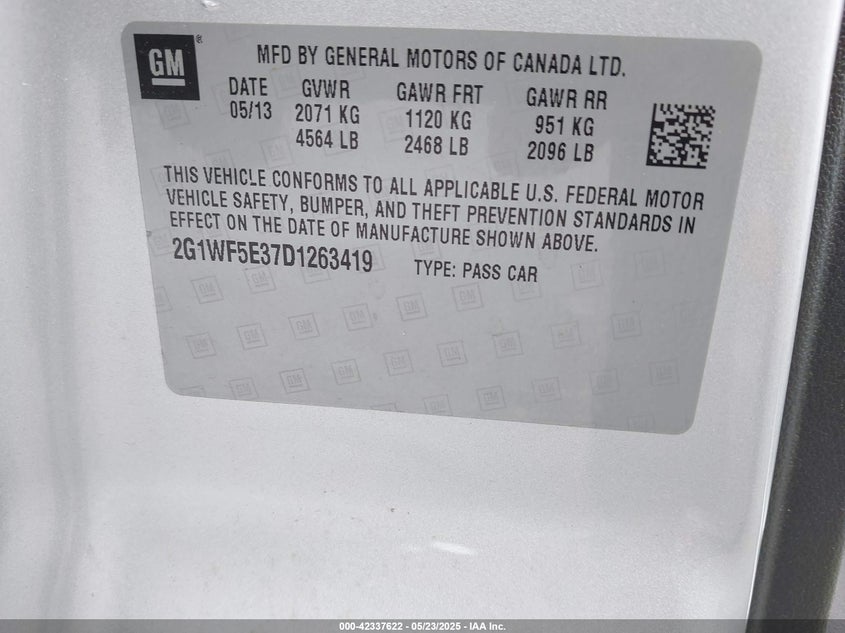 GM ®
MFD BY GENERAL MOTORS OF CANADA LTD.
DATE GVWR GAWR FRT GAWR RR
05/13 2071 KG 1120 KG 951 KG
4564 LB 2468 LB 2096 LB
THIS VEHICLE CONFORMS TO ALL APPLICABLE U.S. FEDERAL MOTOR
VEHICLE SAFETY, BUMPER, AND THEFT PREVENTION STANDARDS IN
EFFECT ON THE DATE OF MANUFACTURE SHOWN ABOVE.
2G1WF5E37D1263419 TYPE: PASS CAR
000-42337622 - 05/23/2025 - IAA Inc.